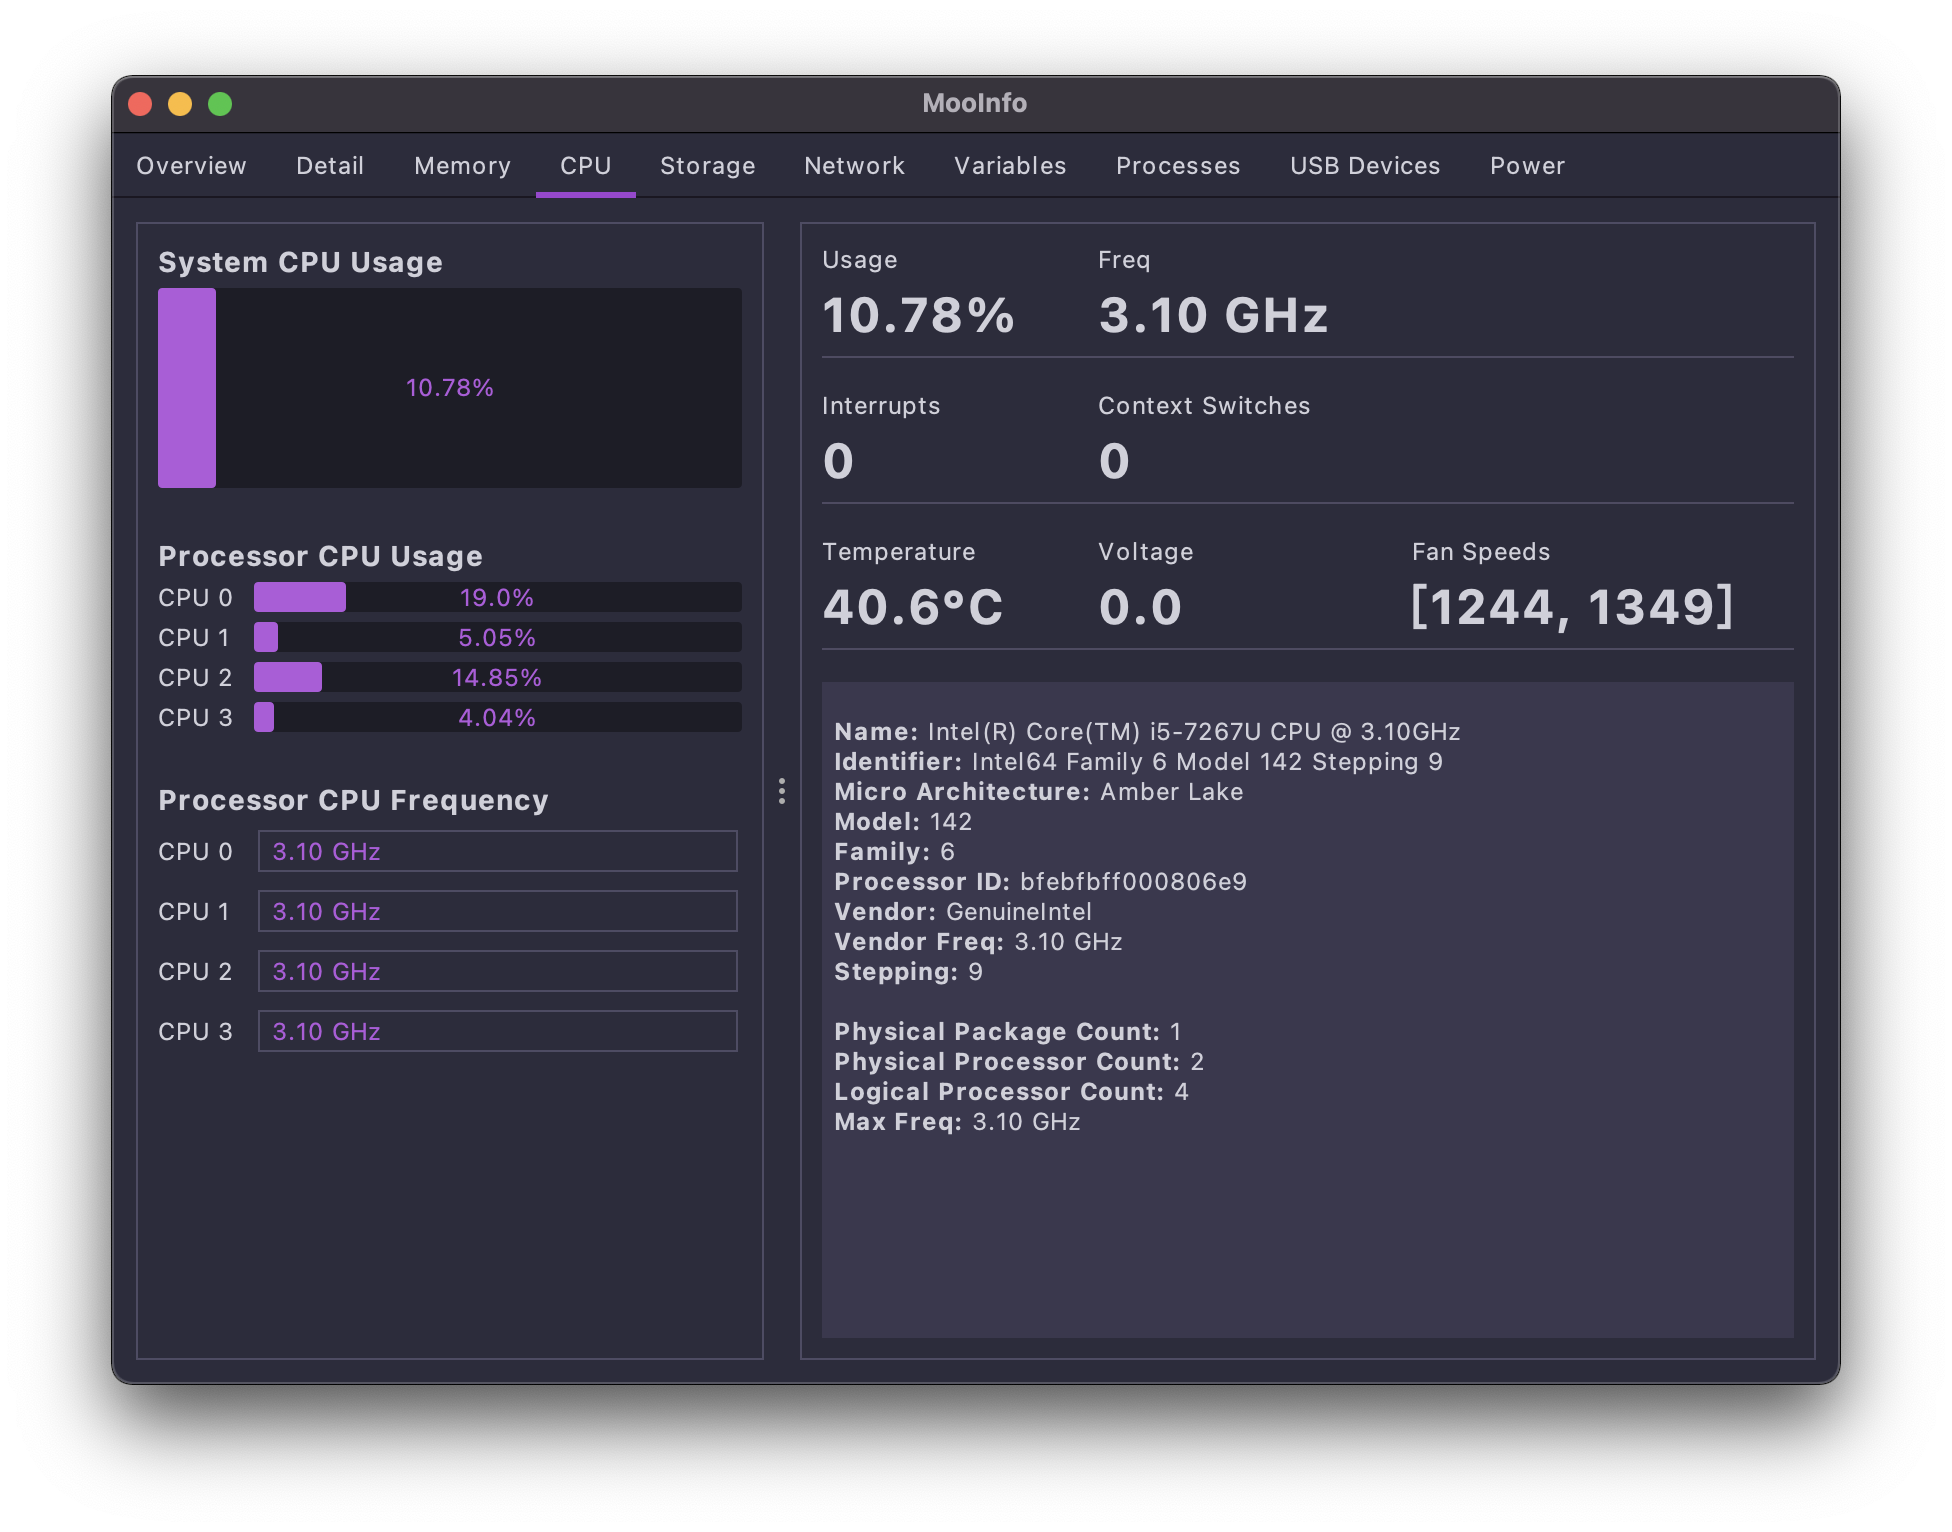 MooInfo
Overview Detail Memory CPU Storage Network Variables Processes USB Devices Power
System CPU Usage
10.78%
Processor CPU Usage
CPU 0 19.0%
CPU 1 5.05%
CPU 2 14.85%
CPU 3 4.04%
Processor CPU Frequency
CPU 0 3.10 GHz
CPU 1 3.10 GHz
CPU 2 3.10 GHz
CPU 3 3.10 GHz
Usage Freq
10.78% 3.10 GHz
Interrupts Context Switches
0 0
Temperature Voltage Fan Speeds
40.6°C 0.0 [1244, 1349]
Name: Intel(R) Core(TM) i5-7267U CPU @ 3.10GHz
Identifier: Intel64 Family 6 Model 142 Stepping 9
Micro Architecture: Amber Lake
Model: 142
Family: 6
Processor ID: bfebfbff000806e9
Vendor: GenuineIntel
Vendor Freq: 3.10 GHz
Stepping: 9
Physical Package Count: 1
Physical Processor Count: 2
Logical Processor Count: 4
Max Freq: 3.10 GHz